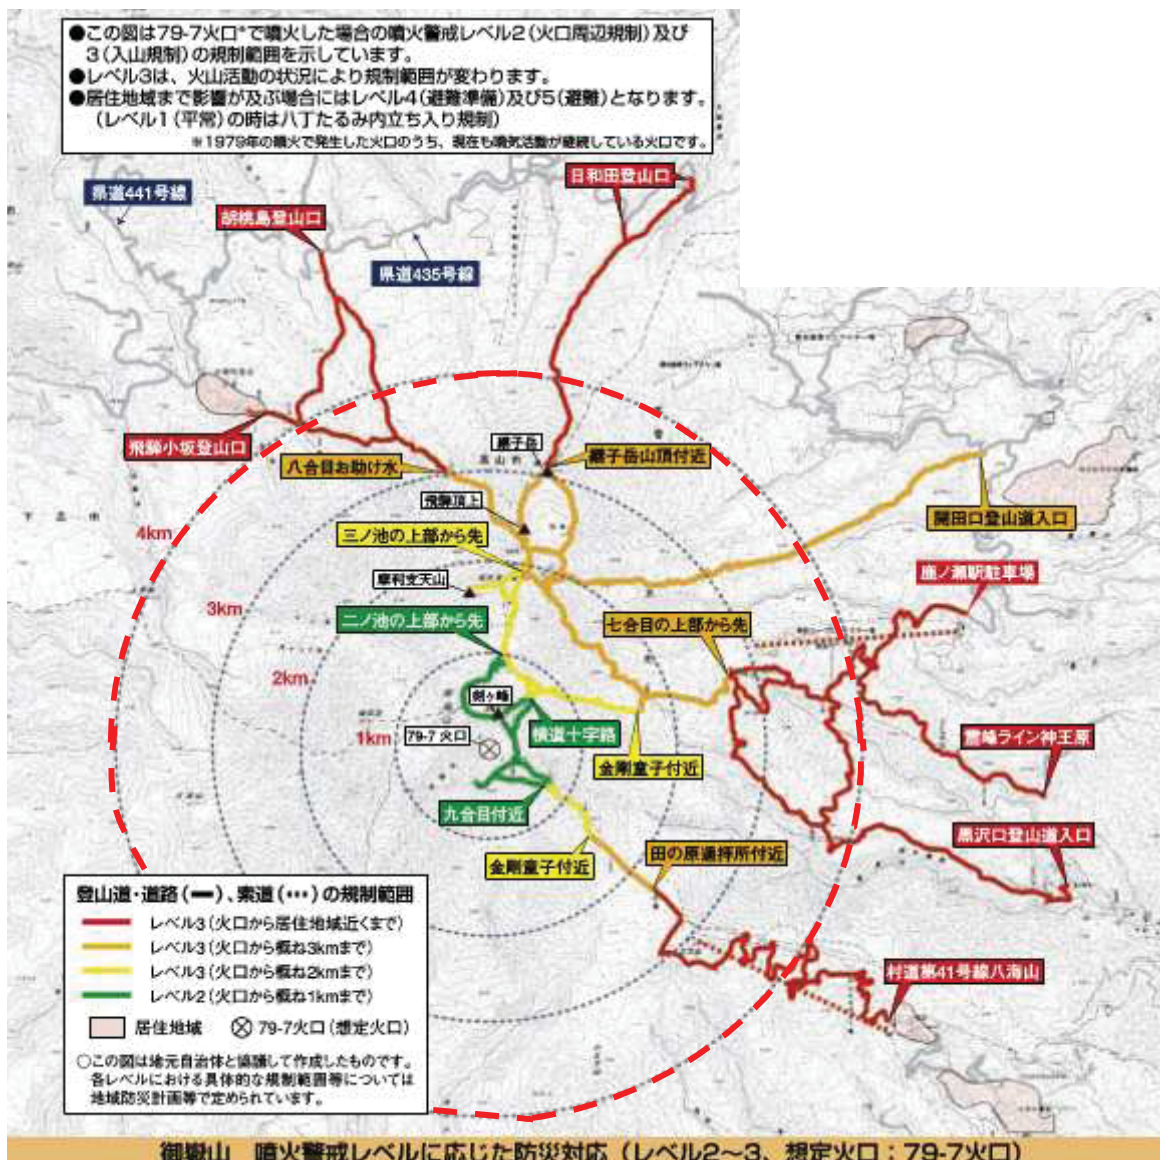 ●この図は79-7火口*で噴火した場合の噴火警戒レベル2(火口周辺規制)及び
3(入山規制)の規制範囲を示しています。
●レベル3は、火山活動の状況により規制範囲が変わります。
●居住地域まで影響が及ぶ場合にはレベル4(避難準備)及び5(避難)となります。
(レベル1(平常)の時は八丁たるみ内立ち入り規制)
※1979年の噴火で発生した火口のうち、現在も噴気活動が継続している火口です。
日和田登山口
県道441号線
胡桃島登山口
県道435号線
飛騨小坂登山口
八合目お助け水
継子岳
継子岳山頂付近
飛騨頂上
開田口登山道入口
4km
三ノ池の上部から先
摩利支天山
鹿ノ瀬駅駐車場
3km
二ノ池の上部から先
七合目の上部から先
2km
剣ヶ峰
1km
79-7 火口
横道十字路
霊峰ライン神王原
金剛童子付近
九合目付近
黒沢口登山道入口
金剛童子付近
田の原遥拝所付近
村道第41号線八海山
登山道・道路(━)、索道(•••)の規制範囲
レベル3(火口から居住地域近くまで)
レベル3(火口から概ね3kmまで)
レベル3(火口から概ね2kmまで)
レベル2(火口から概ね1kmまで)
居住地域 79-7火口(想定火口)
○この図は地元自治体と協議して作成したものです。
各レベルにおける具体的な規制範囲等については
地域防災計画等で定められています。
御嶽山 噴火警戒レベルに応じた防災対応(レベル2〜3、想定火口:79-7火口)